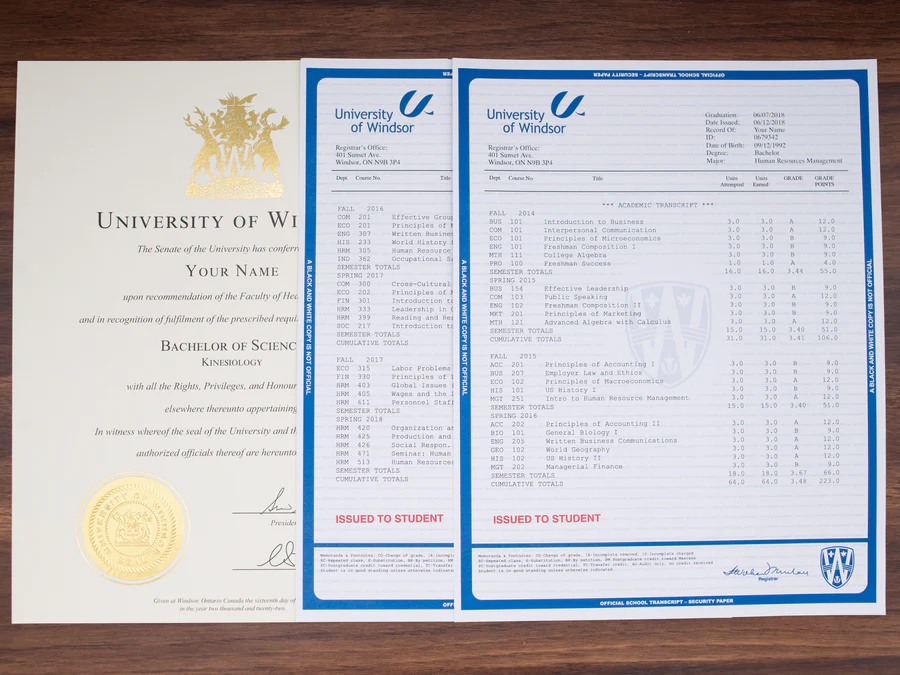 UNIVERSITY OF WI
The Senate of the University has conferr
YOUR NAME
upon recommendation of the Faculty of Hea
and in recognition of fulfilment of the prescribed requi
BACHELOR OF SCIENC
KINESIOLOGY
with all the Rights, Privileges, and Honour
elsewhere thereunto appertaining
In witness whereof the seal of the University and th
authorized officials thereof are hereunto
Preside
Given at Windsor, Ontario Canada the sixteenth day of
in the year two thousand and twenty-two
University
of Windsor
Registrar's Office:
401 Sunset Ave.
Windsor, ON N9B 3P4
Dept. Course No. Title
FALL 2016
COM 201 Effective Group
ECO 201 Principles of M
ENG 307 Written Busines
HIS 233 World History
HRM 305 Human Resource
IND 362 Occupational S
SEMESTER TOTALS
SPRING 2017
COM 300 Cross-Cultural
ECO 202 Principles of
FIN 301 Introduction to
HRM 333 Leadership in
HRM 399 Reading and Re
SOC 217 Introduction to
SEMESTER TOTALS
CUMULATIVE TOTALS
FALL 2017
ECO 315 Labor Problems
FIN 330 Principles of I
HRM 403 Global Issues
HRM 405 Wages and the
HRM 611 Personnel Staff
SEMESTER TOTALS
SPRING 2018
HRM 420 Organization an
HRM 425 Production and
HRM 426 Social Respon.
HRM 471 Seminar: Human
HRM 513 Human Resources
SEMESTER TOTALS
CUMULATIVE TOTALS
ISSUED TO STUDENT
A BLACK AND WHITE COPY IS NOT OFFICIAL
OFFICIAL SCHOOL TRANSCRIPT - SECURITY PAPER
University
of Windsor
Registrar's Office:
401 Sunset Ave.
Windsor, ON N9B 3P4
Graduation: 06/07/2018
Date Issued: 06/12/2018
Record Of: Your Name
ID: 0679342
Date of Birth: 09/12/1992
Degree: Bachelor
Major: Human Resources Management
Dept. Course No. Title Units Attempted Units Earned GRADE GRADE POINTS
*** ACADEMIC TRANSCRIPT ***
FALL 2014
BUS 101 Introduction to Business 3.0 3.0 A 12.0
COM 101 Interpersonal Communication 3.0 3.0 A 12.0
ECO 101 Principles of Microeconomics 3.0 3.0 B 9.0
ENG 101 Freshman Composition I 3.0 3.0 B 9.0
MTH 111 College Algebra 3.0 3.0 B 9.0
PRO 100 Freshman Success 1.0 1.0 A 4.0
SEMESTER TOTALS 16.0 16.0 3.44 55.0
SPRING 2015
BUS 154 Effective Leadership 3.0 3.0 B 9.0
COM 103 Public Speaking 3.0 3.0 A 12.0
ENG 102 Freshman Composition II 3.0 3.0 B 9.0
MKT 201 Principles of Marketing 3.0 3.0 B 9.0
MTH 121 Advanced Algebra with Calculus 3.0 3.0 A 12.0
SEMESTER TOTALS 15.0 15.0 3.40 51.0
CUMULATIVE TOTALS 31.0 31.0 3.41 106.0
FALL 2015
ACC 201 Principles of Accounting I 3.0 3.0 B 9.0
BUS 207 Employer Law and Ethics 3.0 3.0 B 9.0
ECO 102 Principles of Macroeconomics 3.0 3.0 A 12.0
HIS 101 US History I 3.0 3.0 B 9.0
MGT 251 Intro to Human Resource Management 3.0 3.0 A 12.0
SEMESTER TOTALS 15.0 15.0 3.40 51.0
SPRING 2016
ACC 202 Principles of Accounting II 3.0 3.0 A 12.0
BIO 101 General Biology I 3.0 3.0 B 9.0
ENG 205 Written Business Communications 3.0 3.0 A 12.0
GEO 102 World Geography 3.0 3.0 A 12.0
HIS 102 US History II 3.0 3.0 A 12.0
MGT 202 Managerial Finance 3.0 3.0 B 9.0
SEMESTER TOTALS 18.0 18.0 3.67 66.0
CUMULATIVE TOTALS 64.0 64.0 3.48 223.0
ISSUED TO STUDENT
A BLACK AND WHITE COPY IS NOT OFFICIAL
A BLACK AND WHITE COPY IS NOT OFFICIAL
Student is in good standing unless otherwise indicated
Registrar
OFFICIAL SCHOOL TRANSCRIPT - SECURITY PAPER